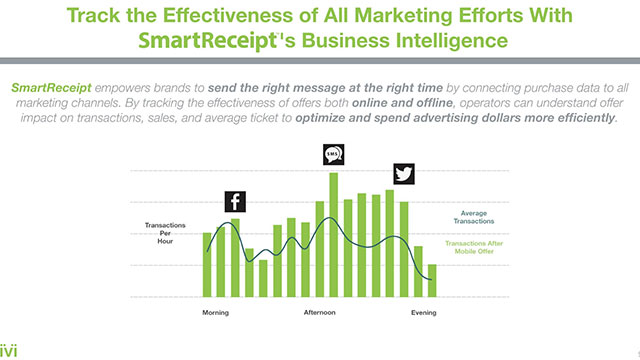 Track the Effectiveness of All Marketing Efforts With
SmartReceipt™'s Business Intelligence
SmartReceipt empowers brands to send the right message at the right time by connecting purchase data to all
marketing channels. By tracking the effectiveness of offers both online and offline, operators can understand offer
impact on transactions, sales, and average ticket to optimize and spend advertising dollars more efficiently.
SMS
f
Transactions
Per
Hour
Average
Transactions
Transactions After
Mobile Offer
Morning
Afternoon
Evening
ivi